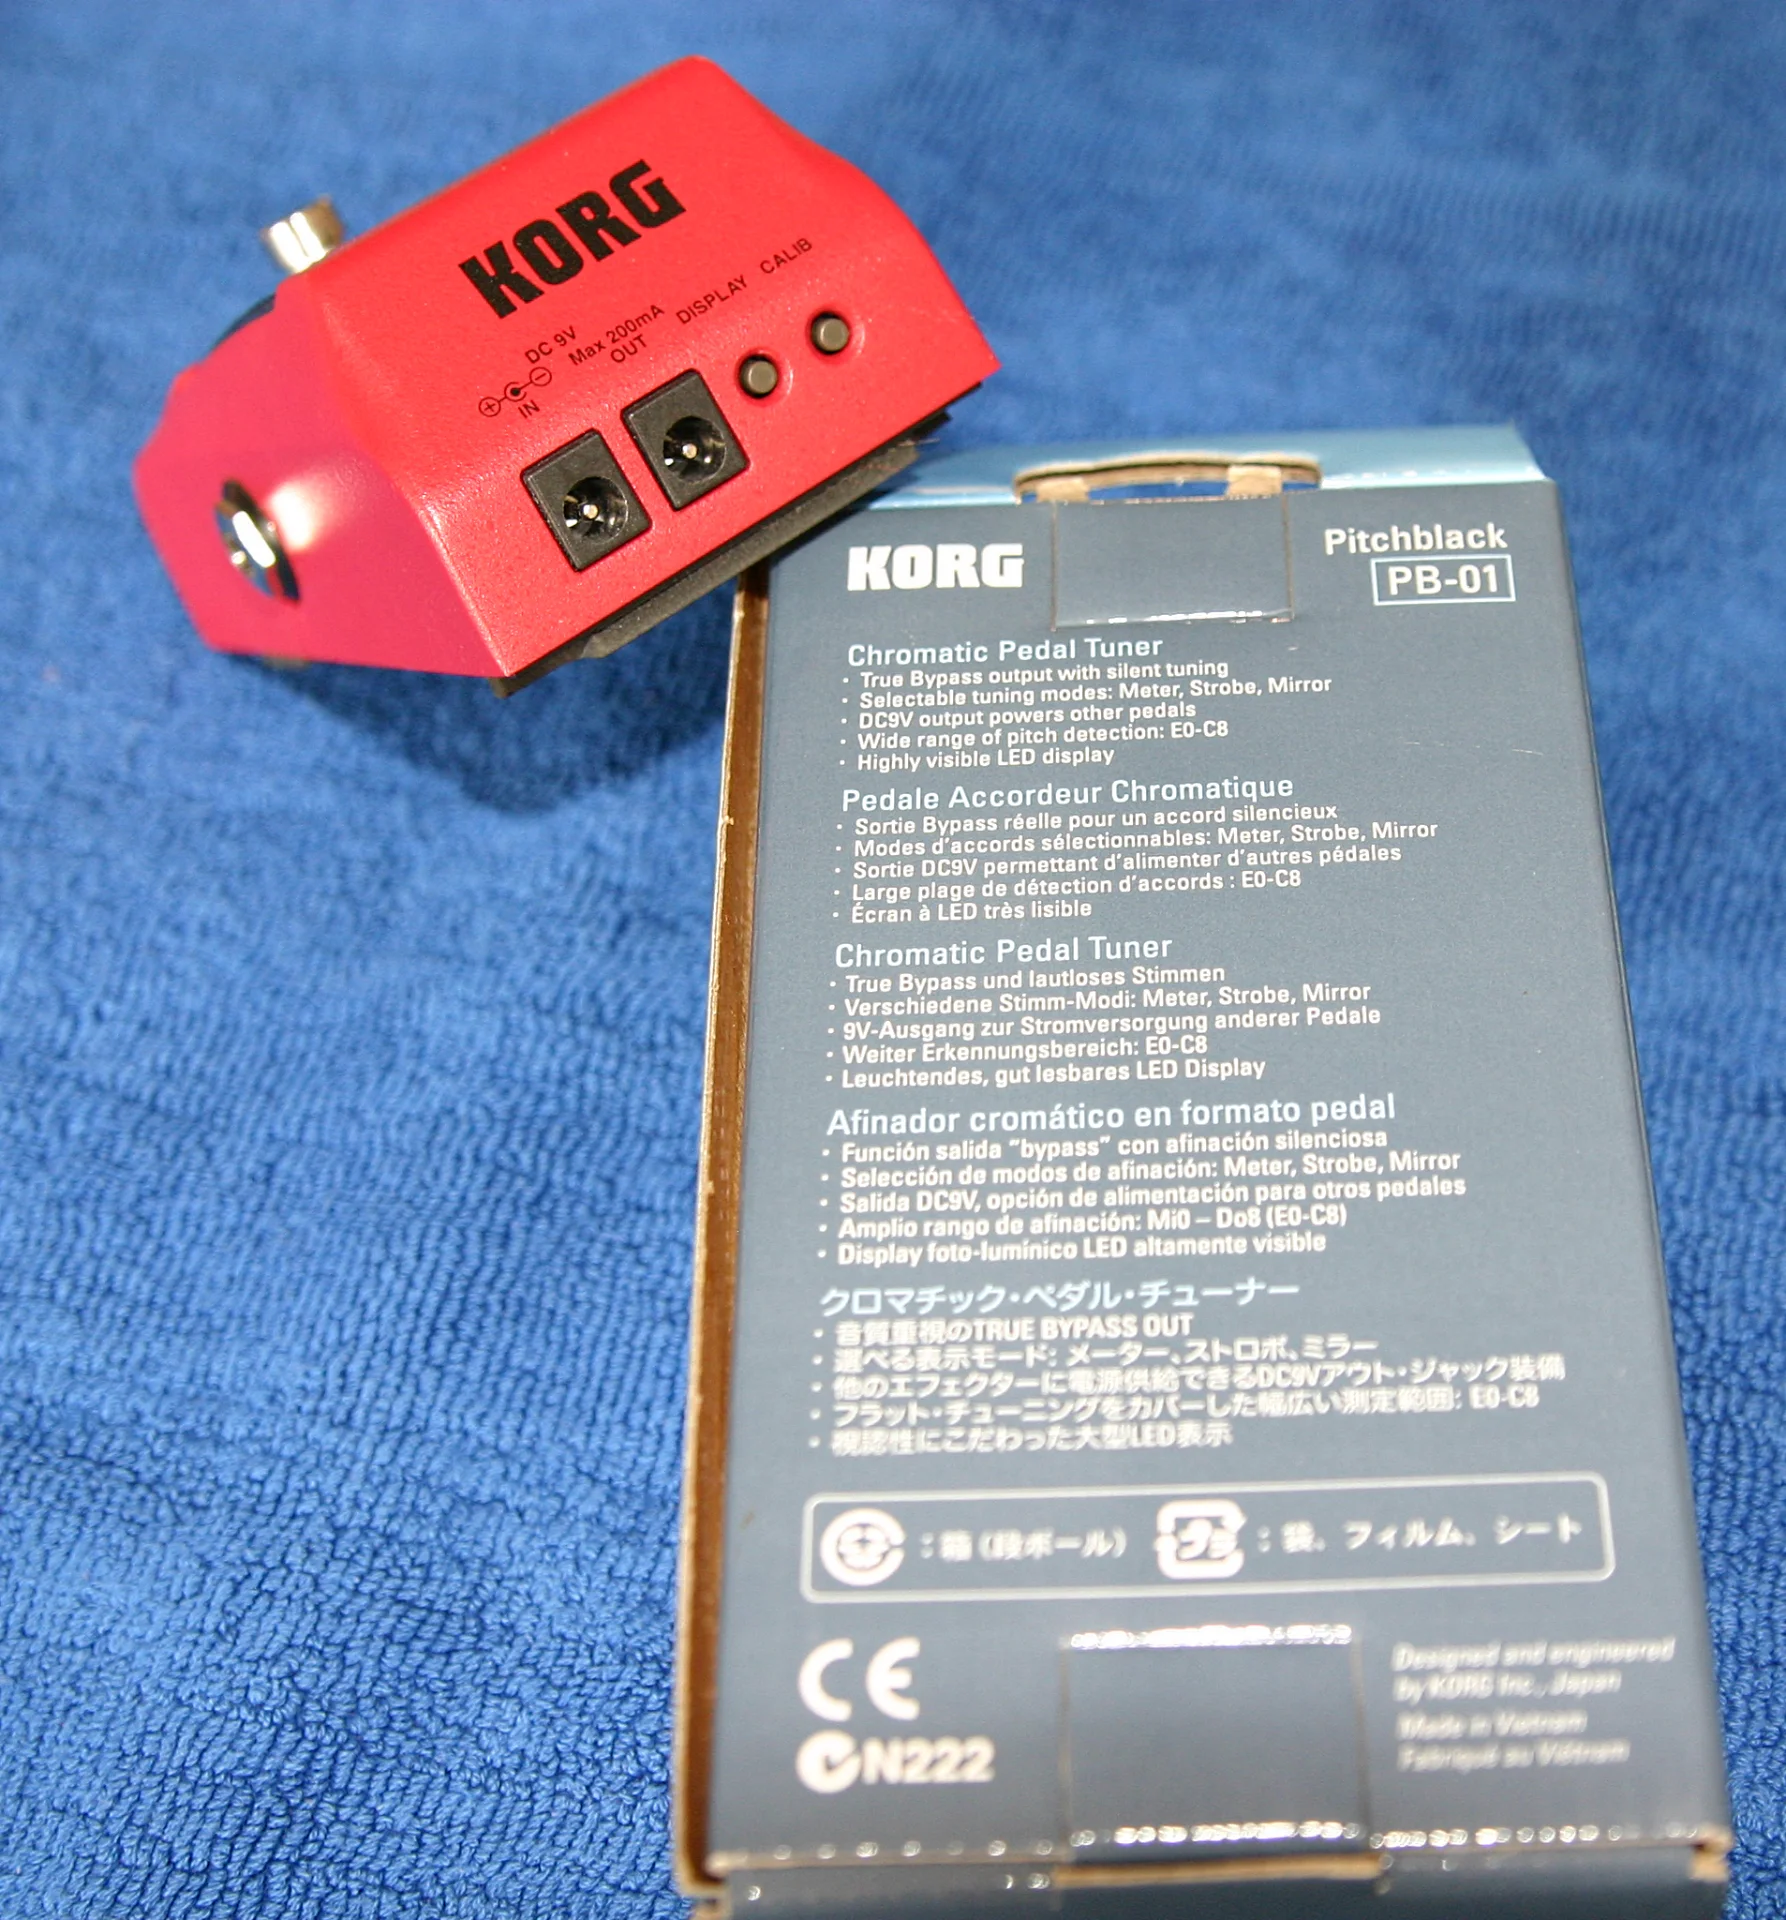 KORG
DC 9V
Max 200mA
IN
OUT
DISPLAY
CALIB
KORG
Pitchblack
PB-01
Chromatic Pedal Tuner
· True Bypass output with silent tuning
· Selectable tuning modes: Meter, Strobe, Mirror
· DC9V output powers other pedals
· Wide range of pitch detection: E0-C8
· Highly visible LED display
Pedale Accordeur Chromatique
· Sortie Bypass réelle pour un accord silencieux
· Modes d'accords sélectionnables: Meter, Strobe, Mirror
· Sortie DC9V permettant d'alimenter d'autres pédales
· Large plage de détection d'accords : E0-C8
· Écran à LED très lisible
Chromatic Pedal Tuner
· True Bypass und lautloses Stimmen
· Verschiedene Stimm-Modi: Meter, Strobe, Mirror
· 9V-Ausgang zur Stromversorgung anderer Pedale
· Weiter Erkennungsbereich: E0-C8
· Leuchtendes, gut lesbares LED Display
Afinador cromático en formato pedal
· Función salida "bypass" con afinación silenciosa
· Selección de modos de afinación: Meter, Strobe, Mirror
· Salida DC9V, opción de alimentación para otros pedales
· Amplio rango de afinación: Mi0 – Do8 (E0-C8)
· Display foto-lumínico LED altamente visible
クロマチック・ペダル・チューナー
· 音質重視のTRUE BYPASS OUT
· 選べる表示モード: メーター、ストロボ、ミラー
· 他のエフェクターに電源供給できるDC9Vアウト・ジャック装備
· フラット・チューニングをカバーした幅広い測定範囲: E0-C8
· 視認性にこだわった大型LED表示
: 箱 (段ボール)
プラ
: 袋、フィルム、シート
CE
N222
Designed and engineered
by KORG Inc., Japan
Made in Vietnam
Fabriqué au Viêtnam